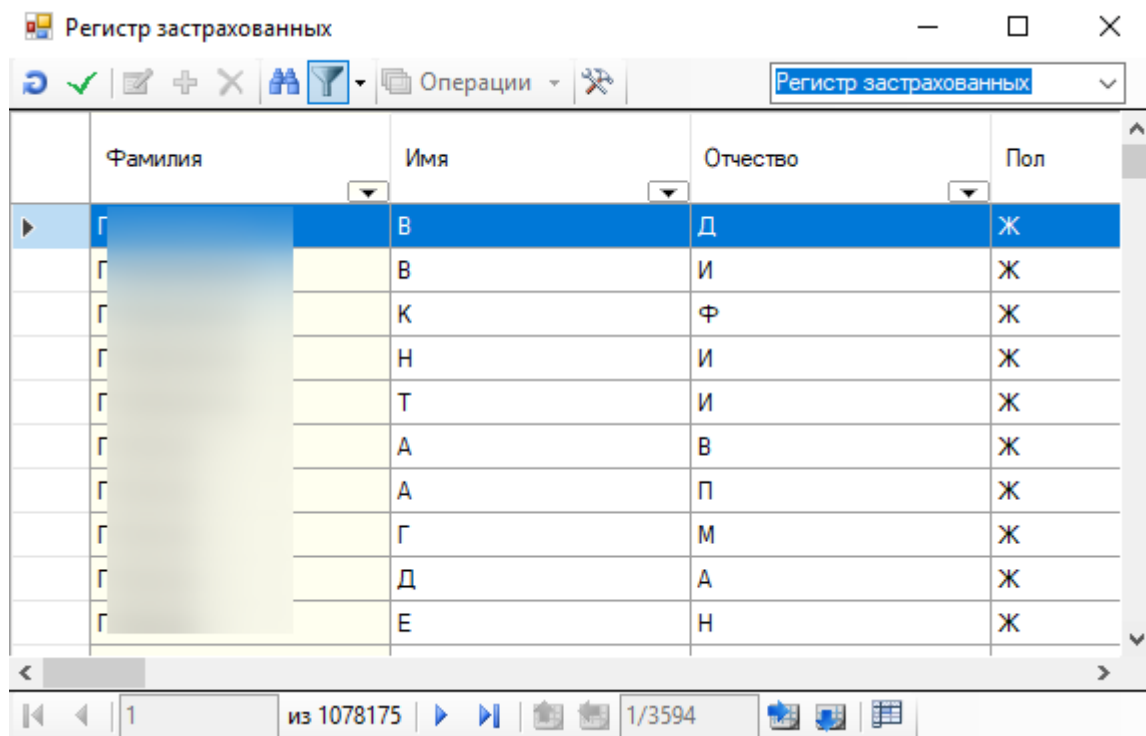 Регистр застрахованных
Операции Регистр застрахованных
Фамилия Имя Отчество Пол
Г В Д Ж
Г В И Ж
Г К Ф Ж
Г Н И Ж
Г Т И Ж
Г А В Ж
Г А П Ж
Г Г М Ж
Г Д А Ж
Г Е Н Ж
1 из 1078175 1/3594